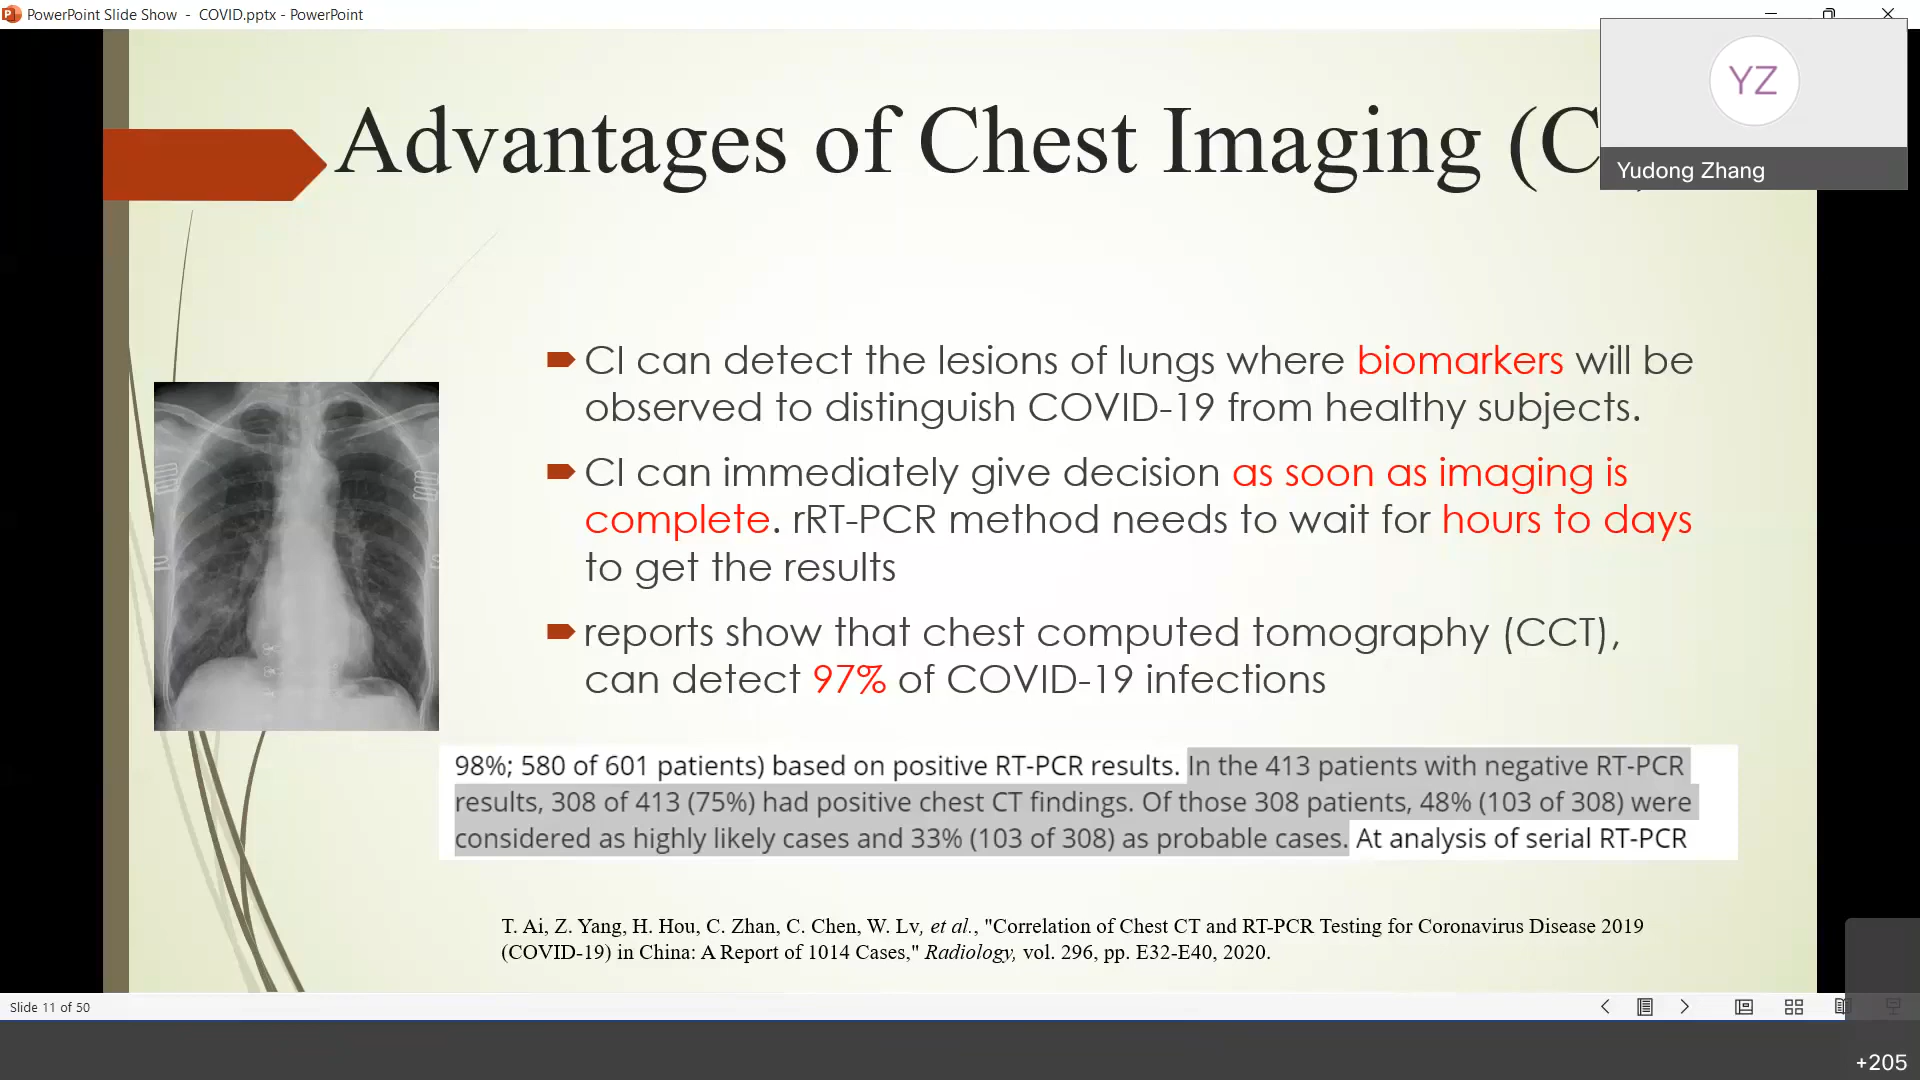 PowerPoint Slide Show - COVID.pptx - PowerPoint
Advantages of Chest Imaging (C
YZ
Yudong Zhang
CI can detect the lesions of lungs where biomarkers will be
observed to distinguish COVID-19 from healthy subjects.
CI can immediately give decision as soon as imaging is
complete. rRT-PCR method needs to wait for hours to days
to get the results
reports show that chest computed tomography (CCT),
can detect 97% of COVID-19 infections
98%; 580 of 601 patients) based on positive RT-PCR results. In the 413 patients with negative RT-PCR
results, 308 of 413 (75%) had positive chest CT findings. Of those 308 patients, 48% (103 of 308) were
considered as highly likely cases and 33% (103 of 308) as probable cases. At analysis of serial RT-PCR
T. Ai, Z. Yang, H. Hou, C. Zhan, C. Chen, W. Lv, et al., "Correlation of Chest CT and RT-PCR Testing for Coronavirus Disease 2019
(COVID-19) in China: A Report of 1014 Cases," Radiology, vol. 296, pp. E32-E40, 2020.
Slide 11 of 50
+205